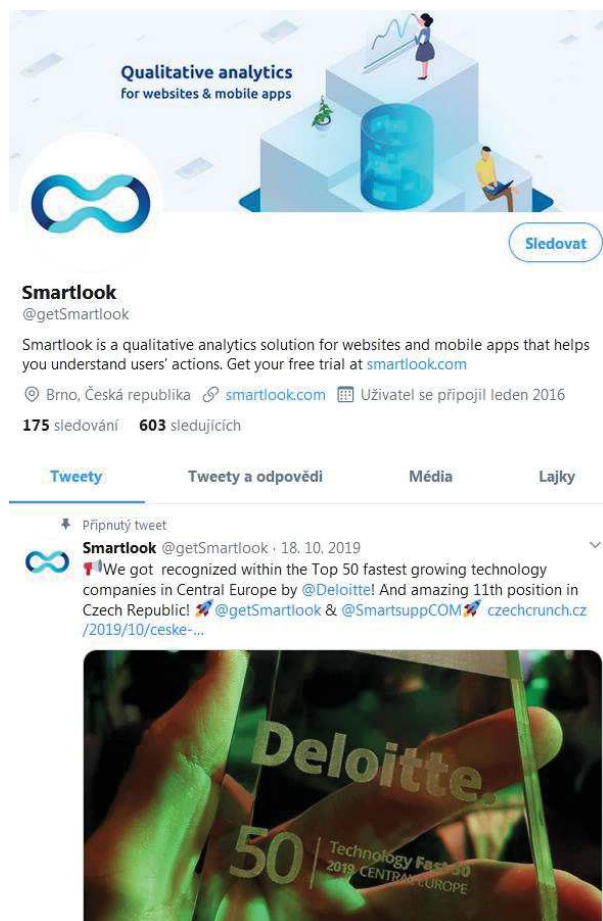 Qualitative analytics
for websites & mobile apps
Sledovat
Smartlook
@getSmartlook
Smartlook is a qualitative analytics solution for websites and mobile apps that helps
you understand users' actions. Get your free trial at smartlook.com
Brno, Česká republika smartlook.com Uživatel se připojil leden 2016
175 sledování 603 sledujících
Tweety Tweety a odpovědi Média Lajky
Připnutý tweet
Smartlook @getSmartlook · 18. 10. 2019
We got recognized within the Top 50 fastest growing technology
companies in Central Europe by @Deloitte! And amazing 11th position in
Czech Republic! 🚀@getSmartlook & @SmartsuppCOM🚀 czechcrunch.cz
/2019/10/ceske-...
Deloitte.
50 Technology Fast 50
2019 CENTRAL EUROPE